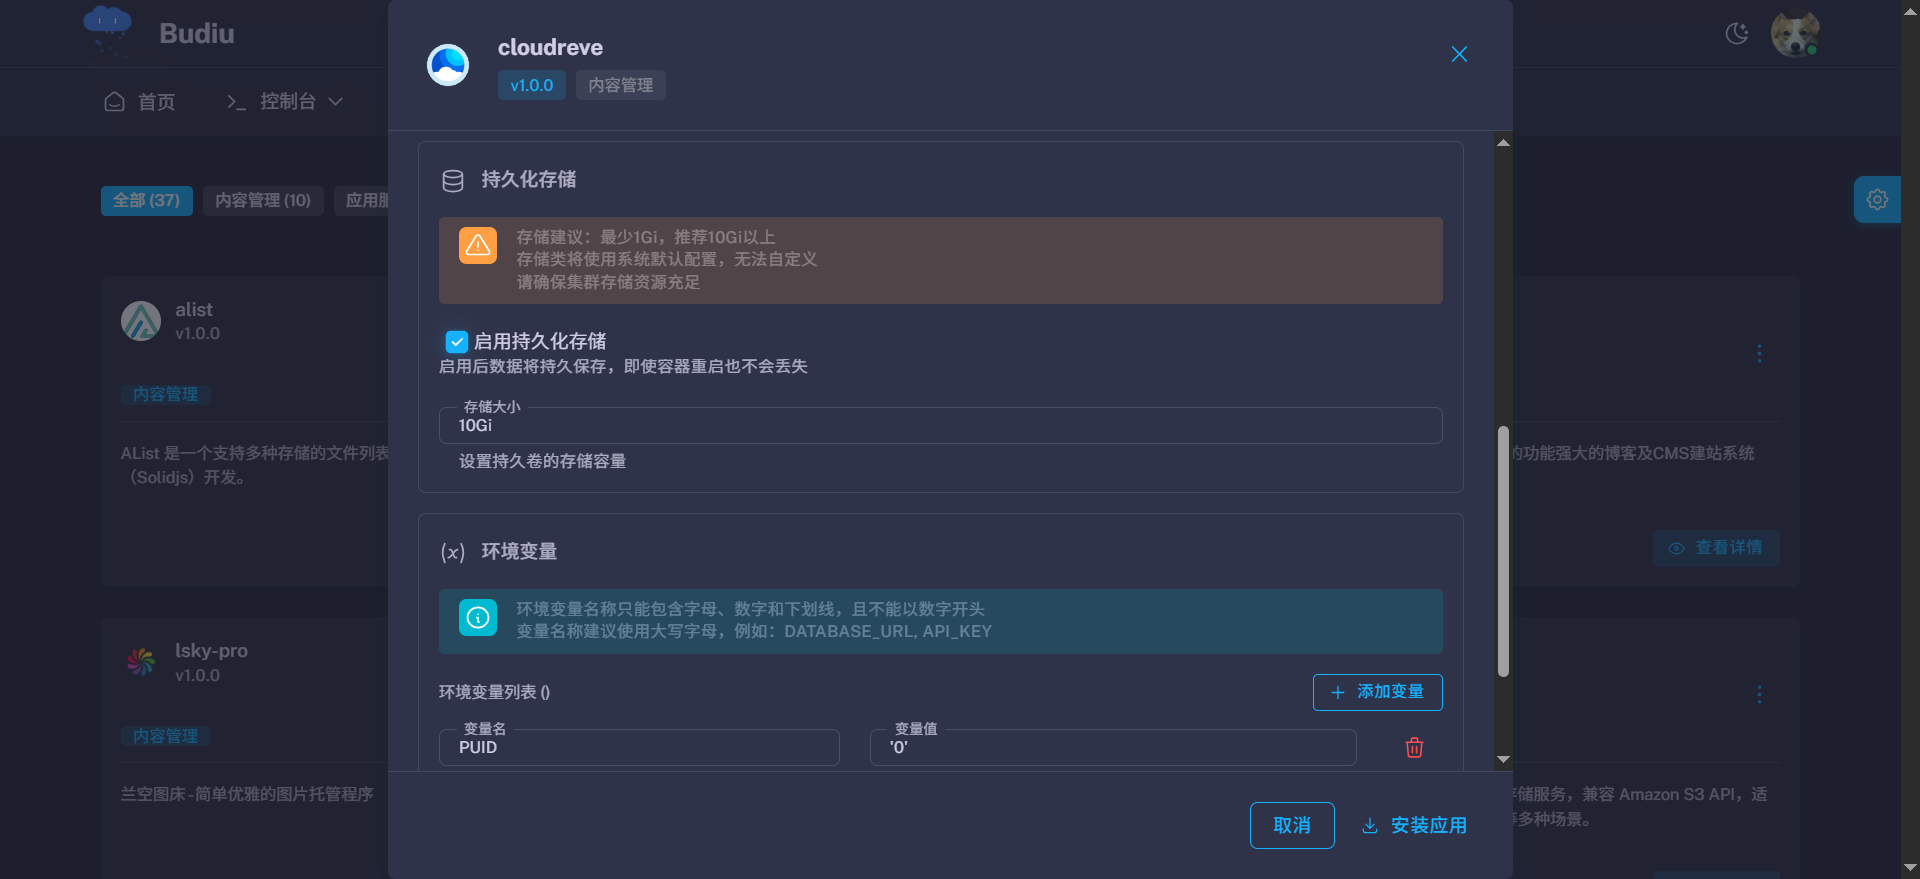 Budiu
首页
控制台
cloudreve
v1.0.0
内容管理
全部 (37)
内容管理 (10)
应用
alist
v1.0.0
内容管理
AList 是一个支持多种存储的文件列表
（Solidjs）开发。
lsky-pro
v1.0.0
内容管理
兰空图床 - 简单优雅的图片托管程序
持久化存储
存储建议：最少1Gi，推荐10Gi以上
存储类将使用系统默认配置，无法自定义
请确保集群存储资源充足
启用持久化存储
启用后数据将持久保存，即使容器重启也不会丢失
存储大小
10Gi
设置持久卷的存储容量
(x) 环境变量
环境变量名称只能包含字母、数字和下划线，且不能以数字开头
变量名称建议使用大写字母，例如：DATABASE_URL, API_KEY
环境变量列表 ()
添加变量
变量名
PUID
变量值
'0'
取消
安装应用
的功能强大的博客及CMS建站系统
查看详情
储服务，兼容 Amazon S3 API，适
多种场景。